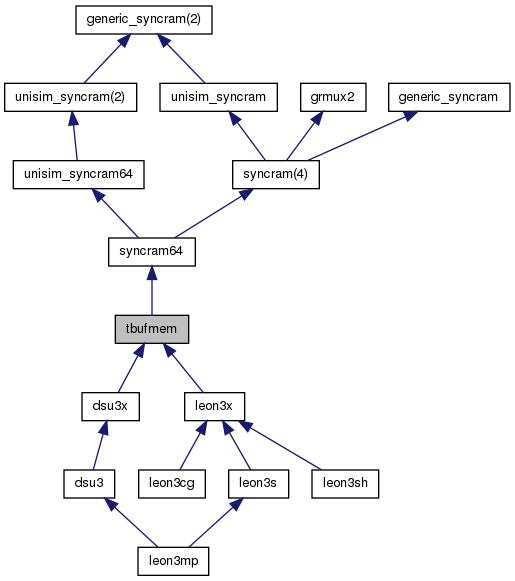 generic_syncram(2)
unisim_syncram(2)
unisim_syncram
grmux2
generic_syncram
unisim_syncram64
syncram(4)
syncram64
tbufmem
dsu3x
leon3x
dsu3
leon3cg
leon3s
leon3sh
leon3mp